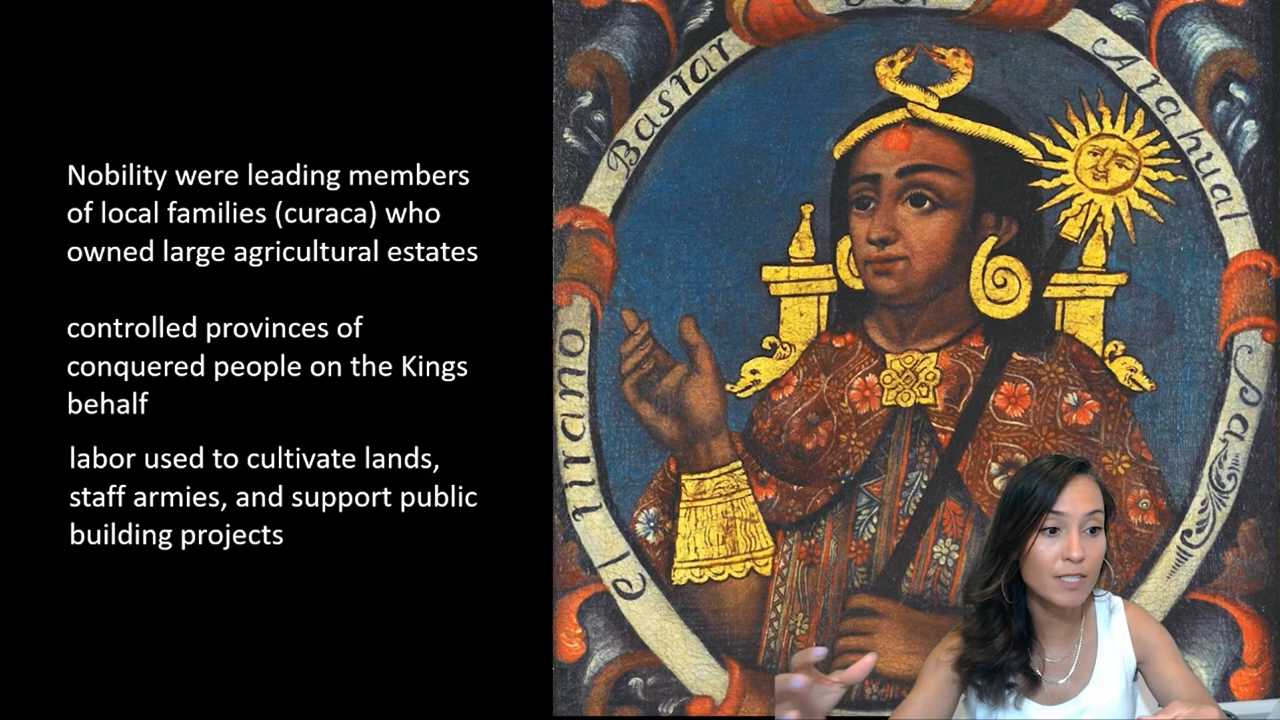 Nobility were leading members
of local families (curaca) who
owned large agricultural estates
controlled provinces of
conquered people on the Kings
behalf
labor used to cultivate lands,
staff armies, and support public
building projects
el tirano
Bastar
Atahual
Pa